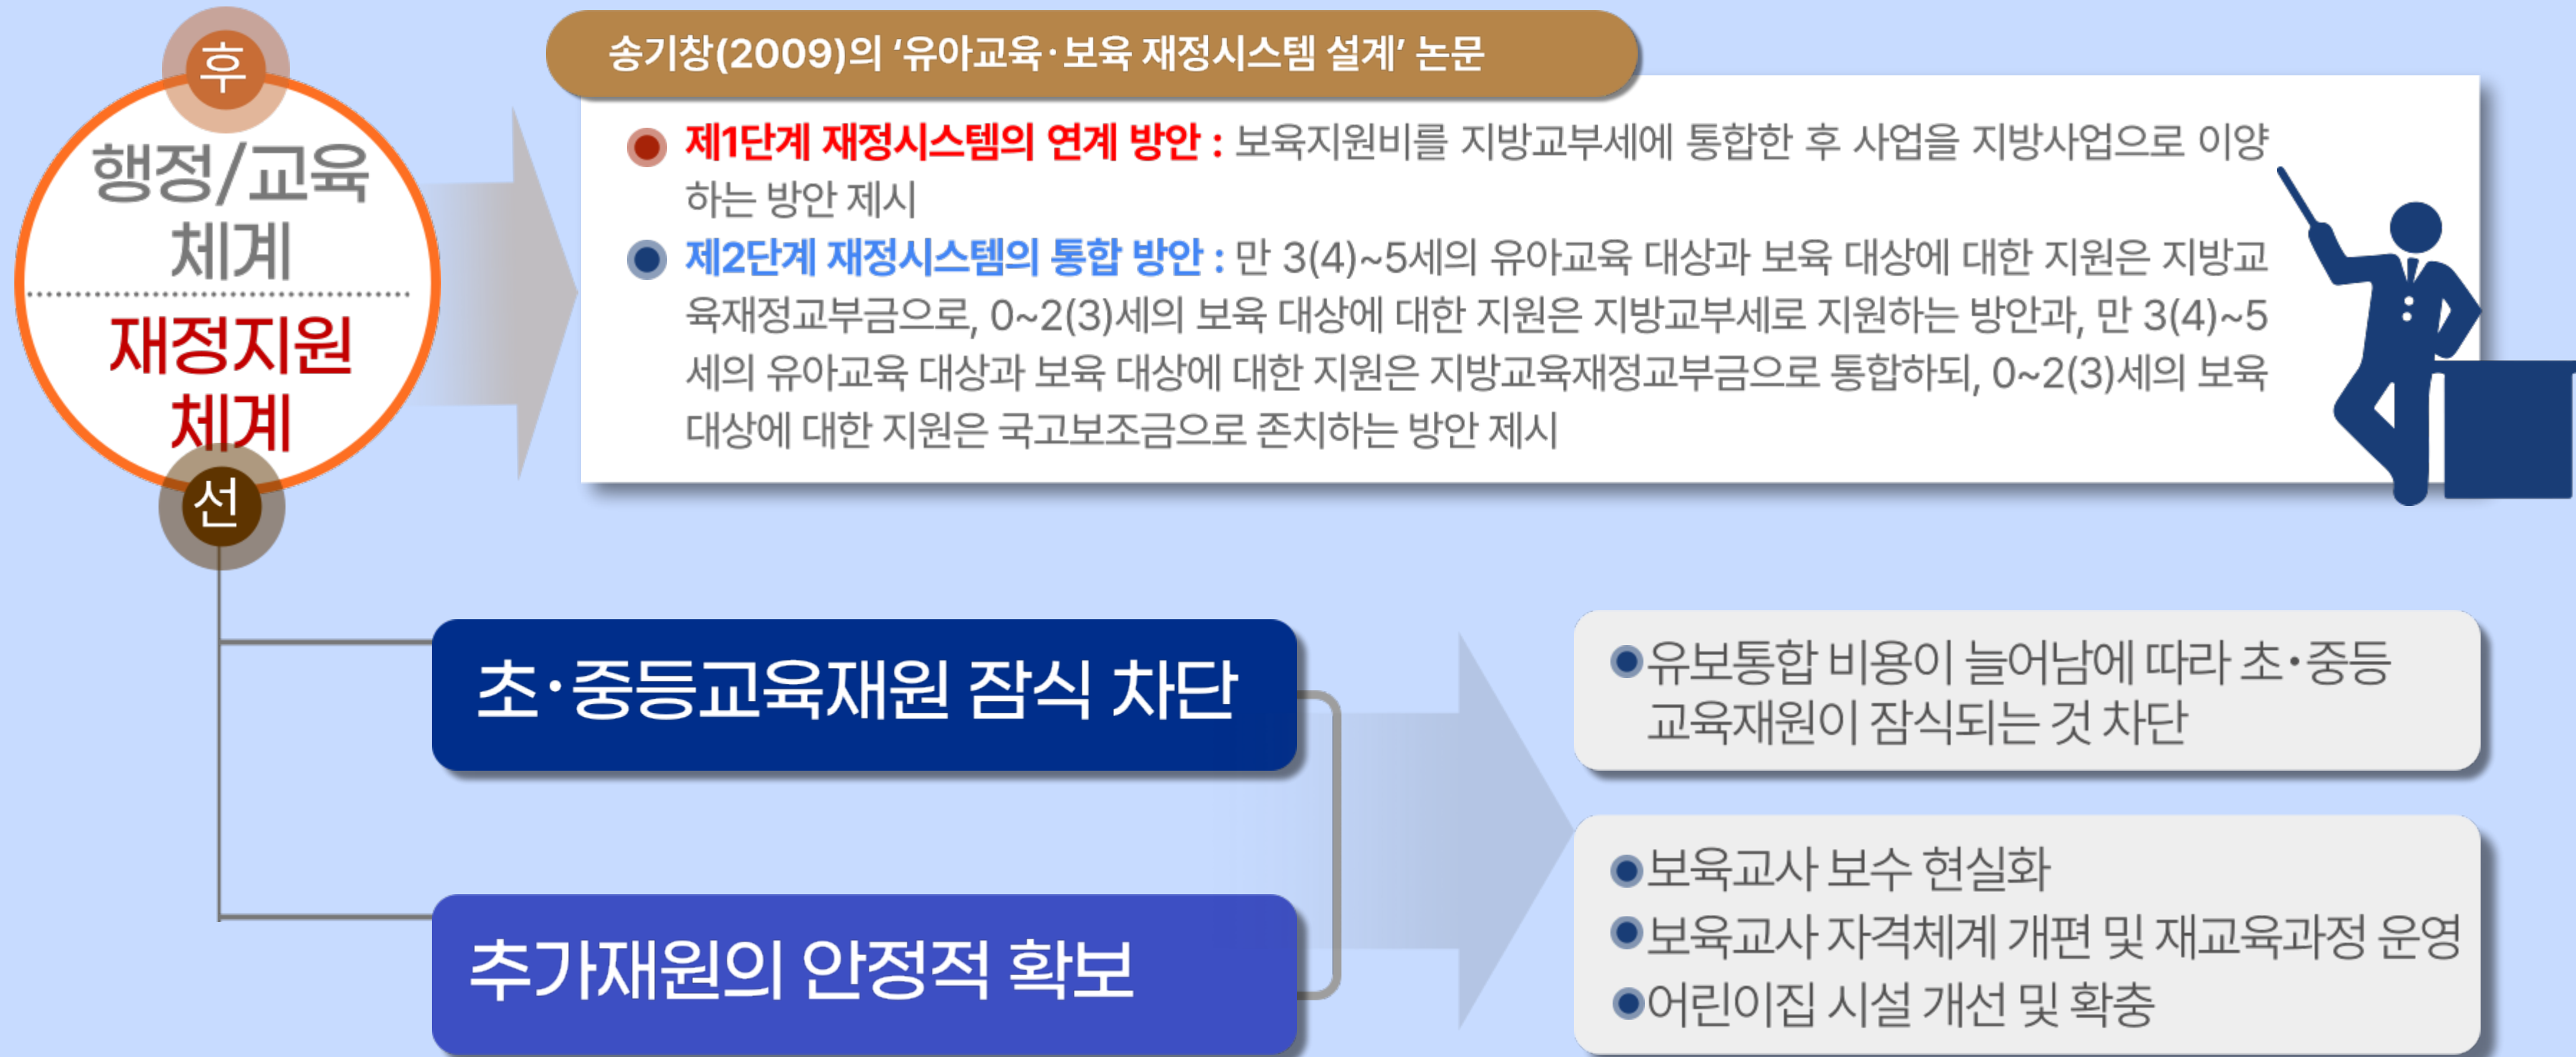 후
행정/교육
체계
재정지원
체계
선
송기창(2009)의 ‘유아교육·보육 재정시스템 설계’ 논문
제1단계 재정시스템의 연계 방안 : 보육지원비를 지방교부세에 통합한 후 사업을 지방사업으로 이양
하는 방안 제시
제2단계 재정시스템의 통합 방안 : 만 3(4)~5세의 유아교육 대상과 보육 대상에 대한 지원은 지방교
육재정교부금으로, 0~2(3)세의 보육 대상에 대한 지원은 지방교부세로 지원하는 방안과, 만 3(4)~5
세의 유아교육 대상과 보육 대상에 대한 지원은 지방교육재정교부금으로 통합하되, 0~2(3)세의 보육
대상에 대한 지원은 국고보조금으로 존치하는 방안 제시
초·중등교육재원 잠식 차단
유보통합 비용이 늘어남에 따라 초·중등
교육재원이 잠식되는 것 차단
추가재원의 안정적 확보
보육교사 보수 현실화
보육교사 자격체계 개편 및 재교육과정 운영
어린이집 시설 개선 및 확충